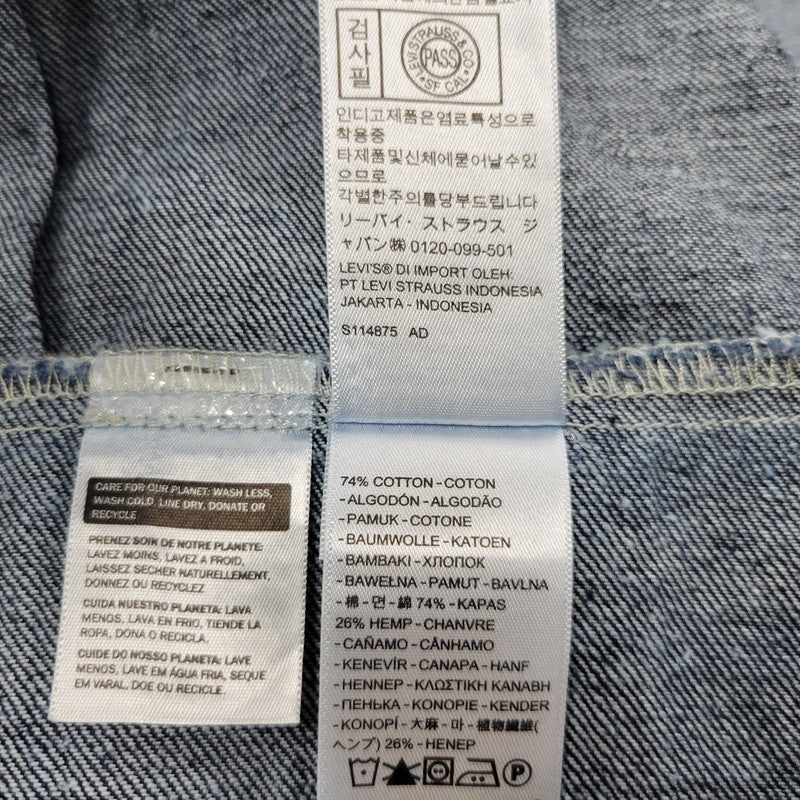 검
사
필
LEVI STRAUSS & CO
PASS
SF CAL
인디고제품은염료특성으로
착용중
타제품및신체에묻어날수있
으므로
각별한주의를당부드립니다
リーバイ・ストラウス ジ
ャパン㈱ 0120-099-501
LEVI'S® DI IMPORT OLEH:
PT LEVI STRAUSS INDONESIA
JAKARTA - INDONESIA
S114875 AD
CARE FOR OUR PLANET: WASH LESS,
WASH COLD, LINE DRY, DONATE OR
RECYCLE
PRENEZ SOIN DE NOTRE PLANETE:
LAVEZ MOINS, LAVEZ A FROID,
LAISSEZ SECHER NATURELLEMENT,
DONNEZ OU RECYCLEZ
CUIDA NUESTRO PLANETA: LAVA
MENOS, LAVA EN FRIO, TIENDE LA
ROPA, DONA O RECICLA.
CUIDE DO NOSSO PLANETA: LAVE
MENOS, LAVE EM ÁGUA FRIA, SEQUE
EM VARAL, DOE OU RECICLE.
74% COTTON - COTON
- ALGODÓN - ALGODÃO
- PAMUK - COTONE
- BAUMWOLLE - KATOEN
- BAMBAKI - ХЛОПОК
- BAWEŁNA - PAMUT - BAVLNA
- 棉 - 면 - 綿 74% - KAPAS
26% HEMP - CHANVRE
- CAÑAMO - CÂNHAMO
- KENEVİR - CANAPA - HANF
- HENNEP - ΚΛΩΣΤΙΚΗ ΚΑΝΑΒΗ
- ПЕНЬКА - KONOPIE - KENDER
- KONOPÍ - 大麻 - 마 - 植物繊維(
ヘンプ) 26% - HENEP
P